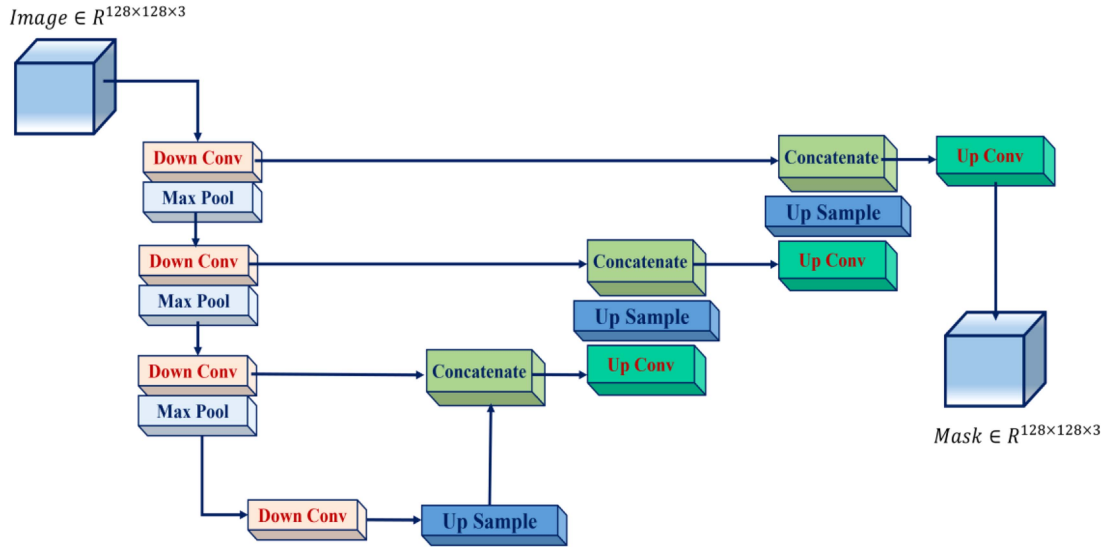 Image ∈ R^{128×128×3}
Down Conv
Concatenate
Up Conv
Max Pool
Up Sample
Down Conv
Concatenate
Up Conv
Max Pool
Up Sample
Down Conv
Concatenate
Up Conv
Max Pool
Mask ∈ R^{128×128×3}
Down Conv
Up Sample